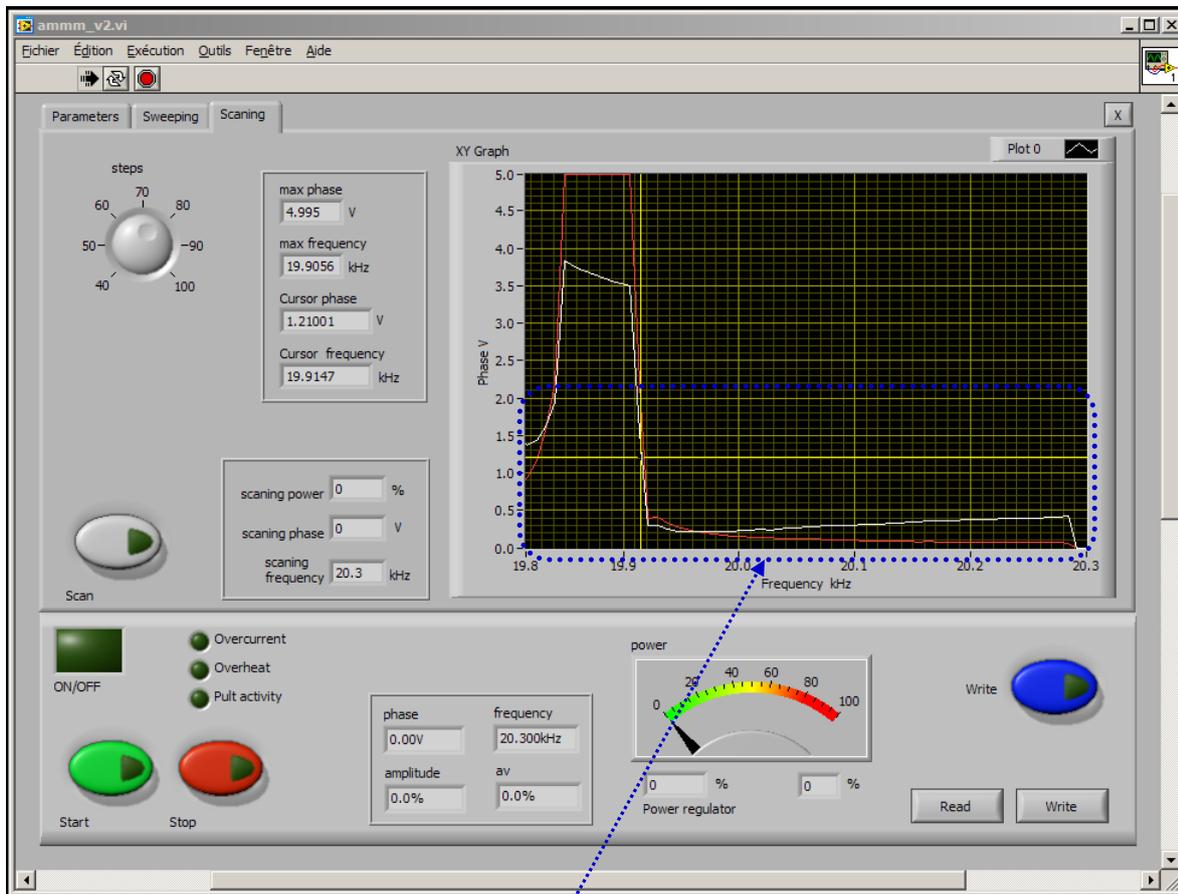 ammm_v2.vi
Fichier Édition Exécution Outils Fenêtre Aide
1
Parameters Sweeping Scaning
X
steps
40 50 60 70 80 90 100
max phase
4.995 V
max frequency
19.9056 kHz
Cursor phase
1.21001 V
Cursor frequency
19.9147 kHz
scaning power 0 %
scaning phase 0 V
scaning
frequency 20.3 kHz
Scan
XY Graph
Plot 0
Phase V
5.0
4.5
4.0
3.5
3.0
2.5
2.0
1.5
1.0
0.5
0.0
19.8 19.9 20.0 20.1 20.2 20.3
Frequency kHz
ON/OFF
Overcurrent
Overheat
Pult activity
Start Stop
phase frequency
0.00V 20.300kHz
amplitude av
0.0% 0.0%
power
0 20 40 60 80 100
0 % 0 %
Power regulator
Write
Read Write